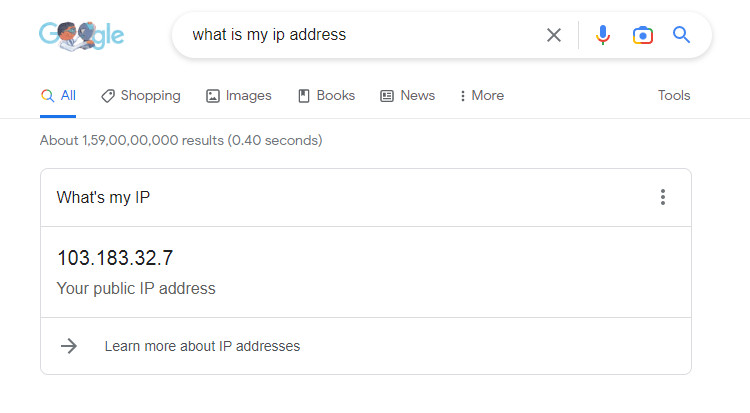 Google
what is my ip address
All Shopping Images Books News More Tools
About 1,59,00,00,000 results (0.40 seconds)
What's my IP
103.183.32.7
Your public IP address
Learn more about IP addresses